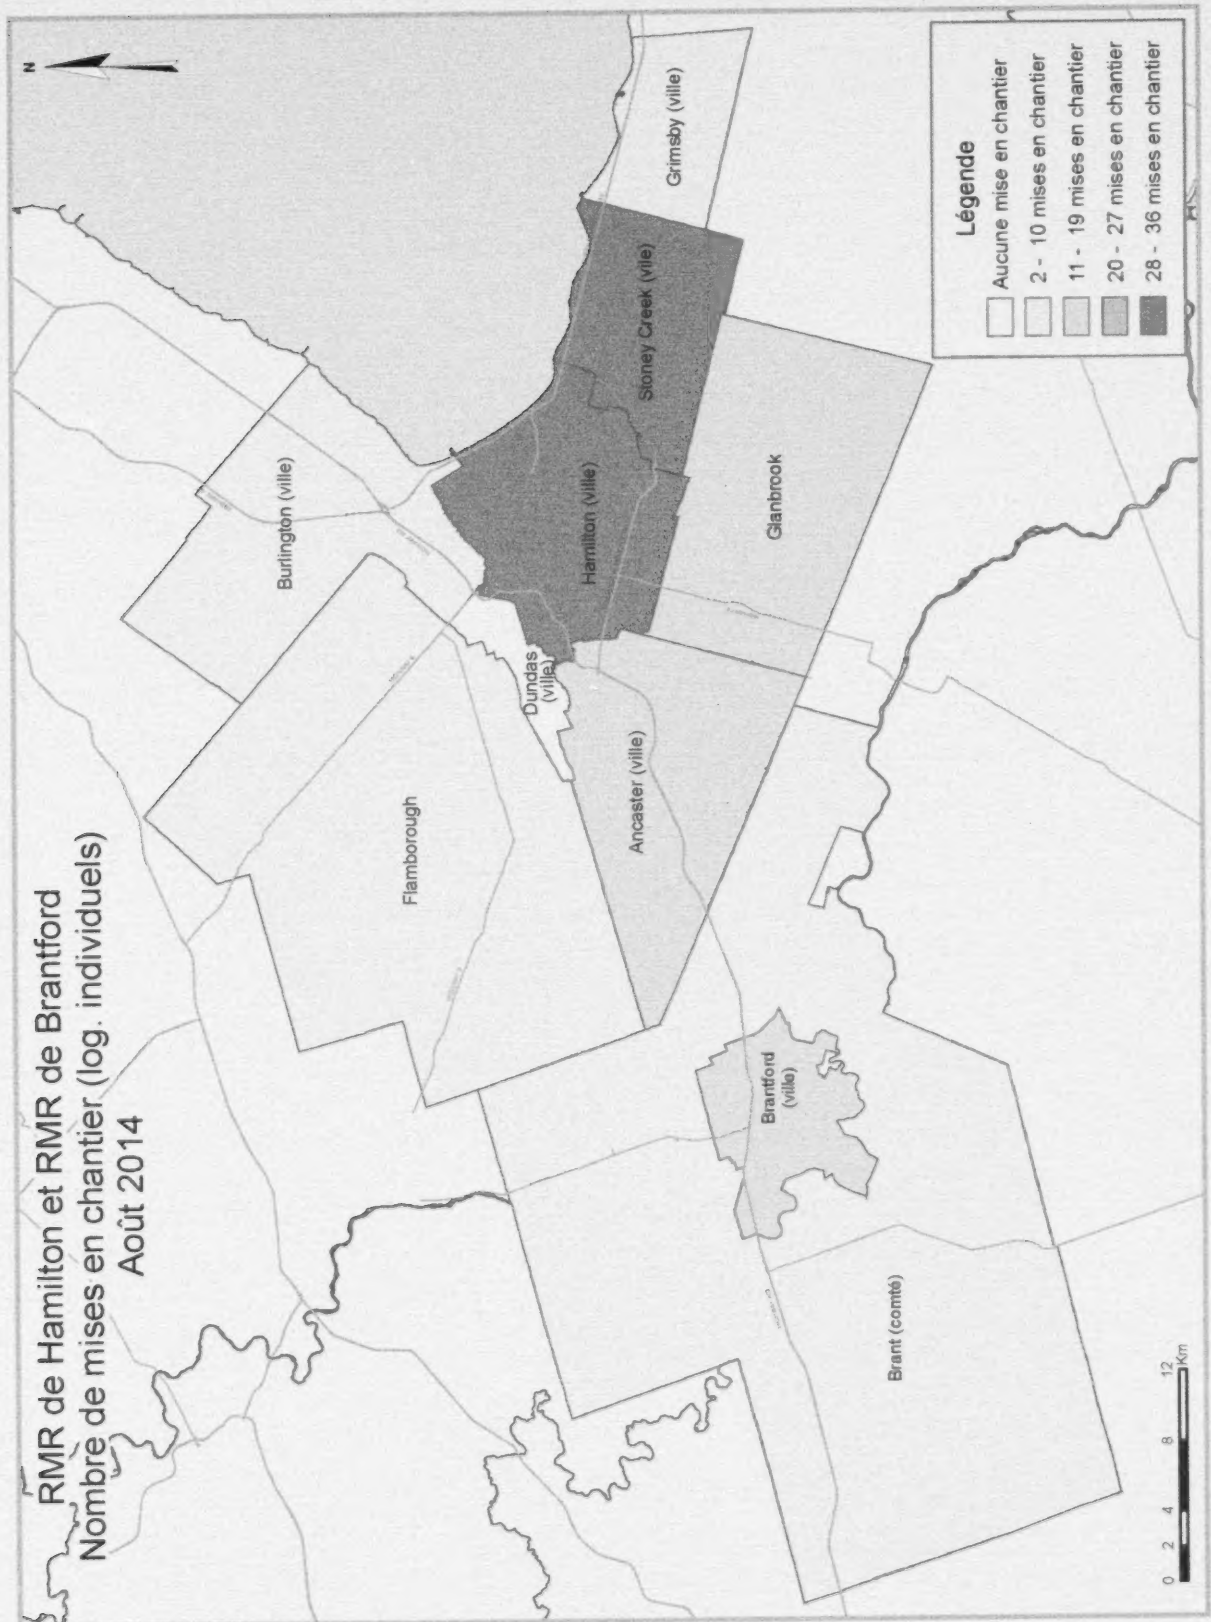 RMR de Hamilton et RMR de Brantford
Nombre de mises en chantier (log. individuels)
Août 2014
N
Burlington (ville)
Flamborough
Dundas
(ville)
Hamilton (ville)
Stoney Creek (ville)
Grimsby (ville)
Ancaster (ville)
Glanbrook
Brantford
(ville)
Brant (comté)
Légende
Aucune mise en chantier
2 - 10 mises en chantier
11 - 19 mises en chantier
20 - 27 mises en chantier
28 - 36 mises en chantier
0 2 4 8 12
Km